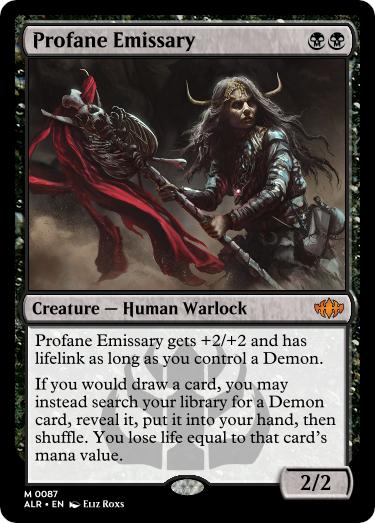 Profane Emissary
Creature — Human Warlock
Profane Emissary gets +2/+2 and has
lifelink as long as you control a Demon.
If you would draw a card, you may
instead search your library for a Demon
card, reveal it, put it into your hand, then
shuffle. You lose life equal to that card's
mana value.
2/2
M 0087
ALR • EN Eliz Roxs